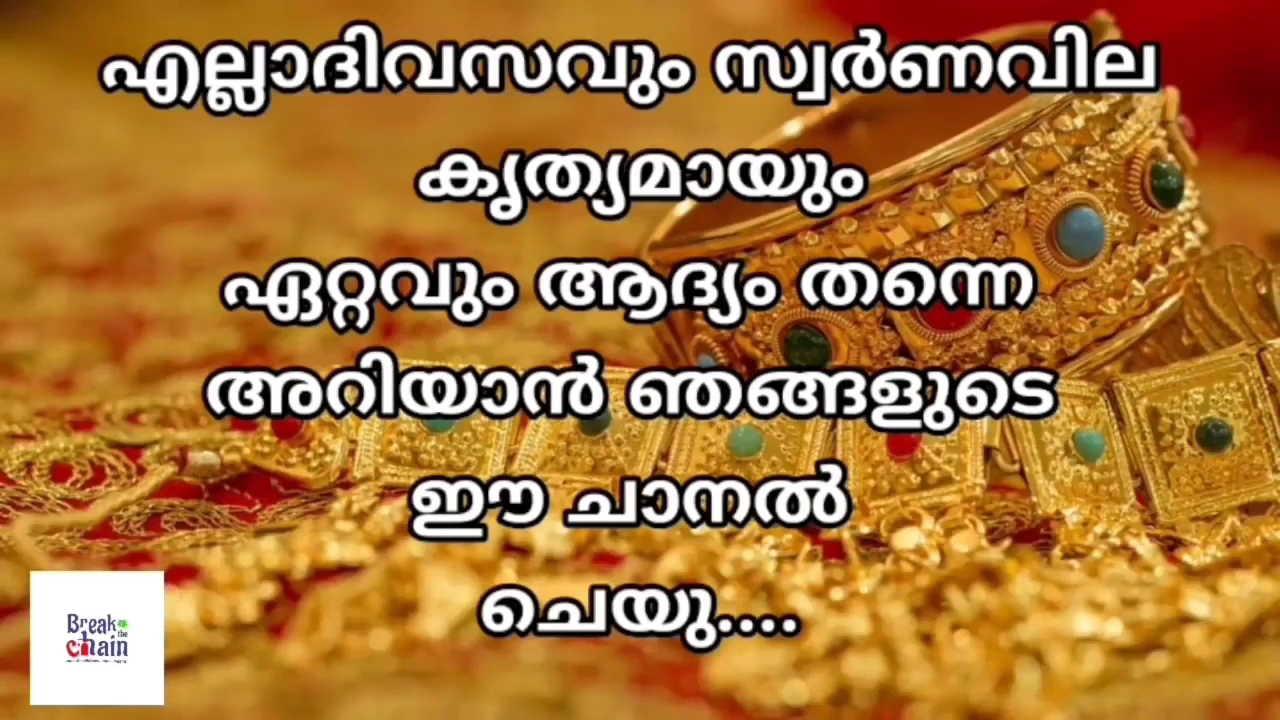 എല്ലാദിവസവും സ്വർണവില
കൃത്യമായും
ഏറ്റവും ആദ്യം തന്നെ
അറിയാൻ ഞങ്ങളുടെ
ഈ ചാനൽ
ചെയു....
Break
the
chain